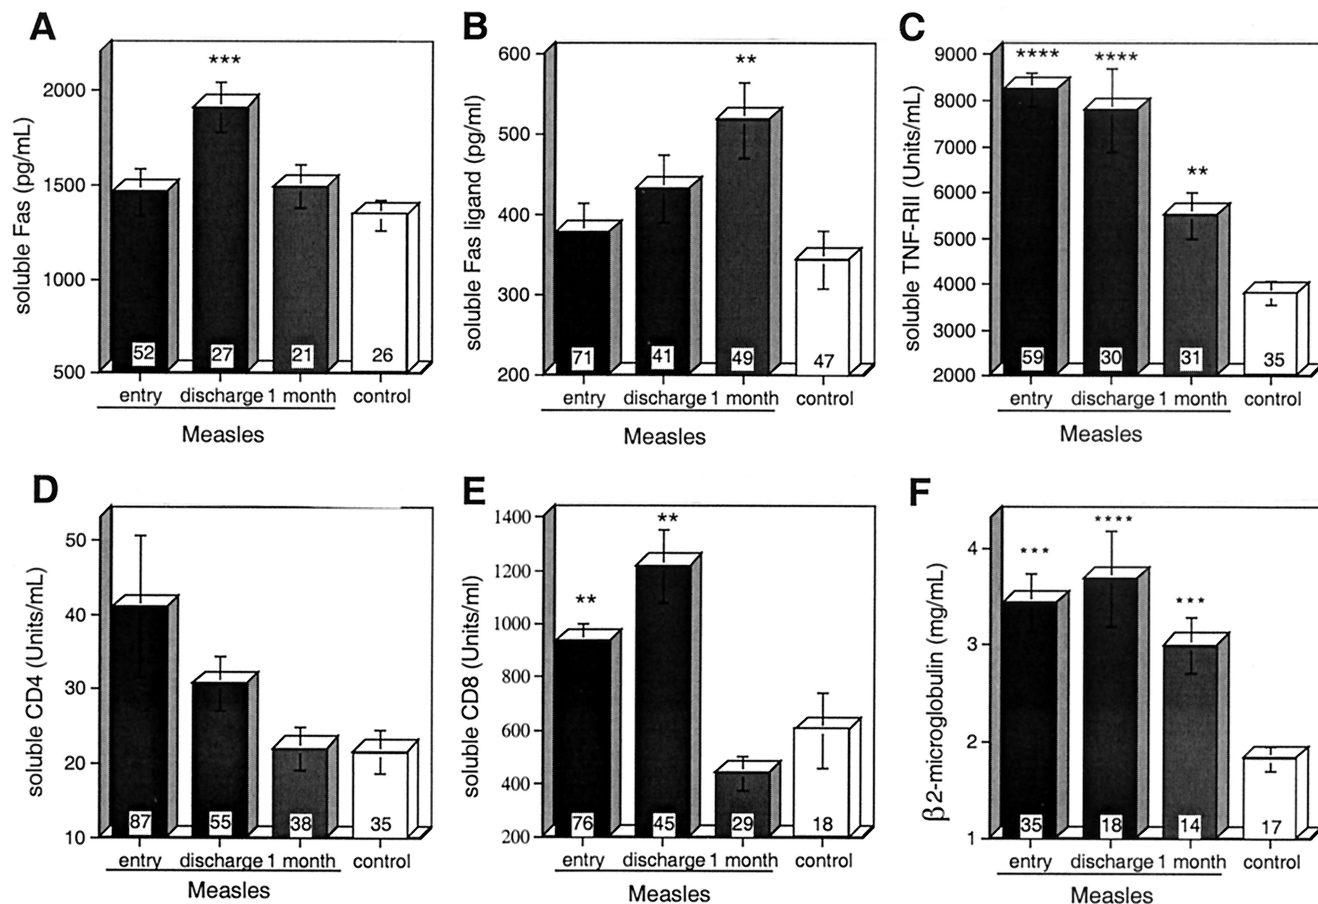 A
soluble Fas (pg/mL)
2000
1500
1000
500
***
52
27
21
26
entry discharge 1 month control
Measles
B
soluble Fas ligand (pg/ml)
600
500
400
300
200
**
71
41
49
47
entry discharge 1 month control
Measles
C
soluble TNF-RII (Units/mL)
9000
8000
7000
6000
5000
4000
3000
2000
****
****
**
59
30
31
35
entry discharge 1 month control
Measles
D
soluble CD4 (Units/mL)
50
40
30
20
10
87
55
38
35
entry discharge 1 month control
Measles
E
soluble CD8 (Units/ml)
1400
1200
1000
800
600
400
200
**
**
76
45
29
18
entry discharge 1 month control
Measles
F
β2-microglobulin (mg/mL)
4
3
2
1
***
****
***
35
18
14
17
entry discharge 1 month control
Measles